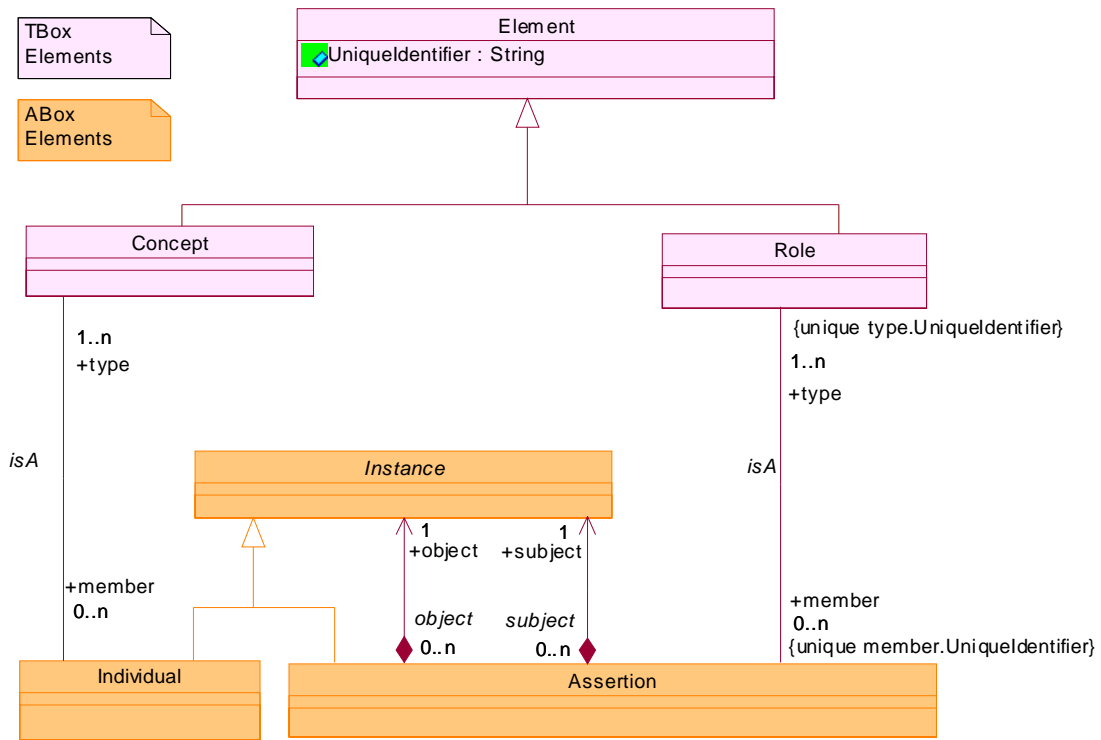 TBox
Elements
Element
UniqueIdentifier : String
ABox
Elements
Concept
Role
1..n
+type
{unique type.UniqueIdentifier}
1..n
+type
isA
Instance
isA
1
+object
1
+subject
+member
0..n
object
0..n
subject
0..n
+member
0..n
{unique member.UniqueIdentifier}
Individual
Assertion